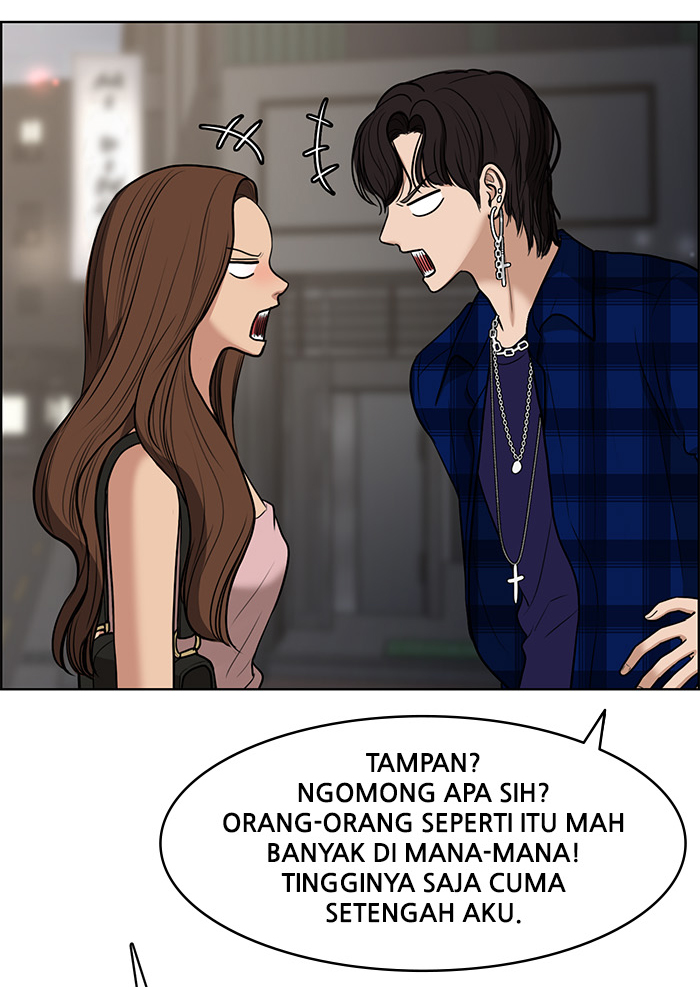 TAMPAN?
NGOMONG APA SIH?
ORANG-ORANG SEPERTI ITU MAH
BANYAK DI MANA-MANA!
TINGGINYA SAJA CUMA
SETENGAH AKU.